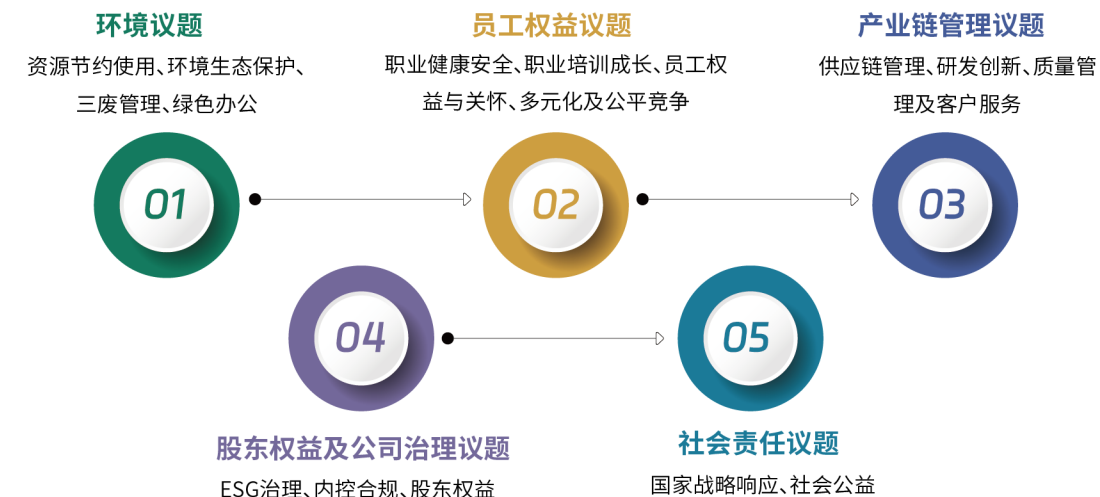 环境议题
资源节约使用、环境生态保护、
三废管理、绿色办公
01
员工权益议题
职业健康安全、职业培训成长、员工权
益与关怀、多元化及公平竞争
02
产业链管理议题
供应链管理、研发创新、质量管
理及客户服务
03
04
股东权益及公司治理议题
ESG治理、内控合规、股东权益
05
社会责任议题
国家战略响应、社会公益